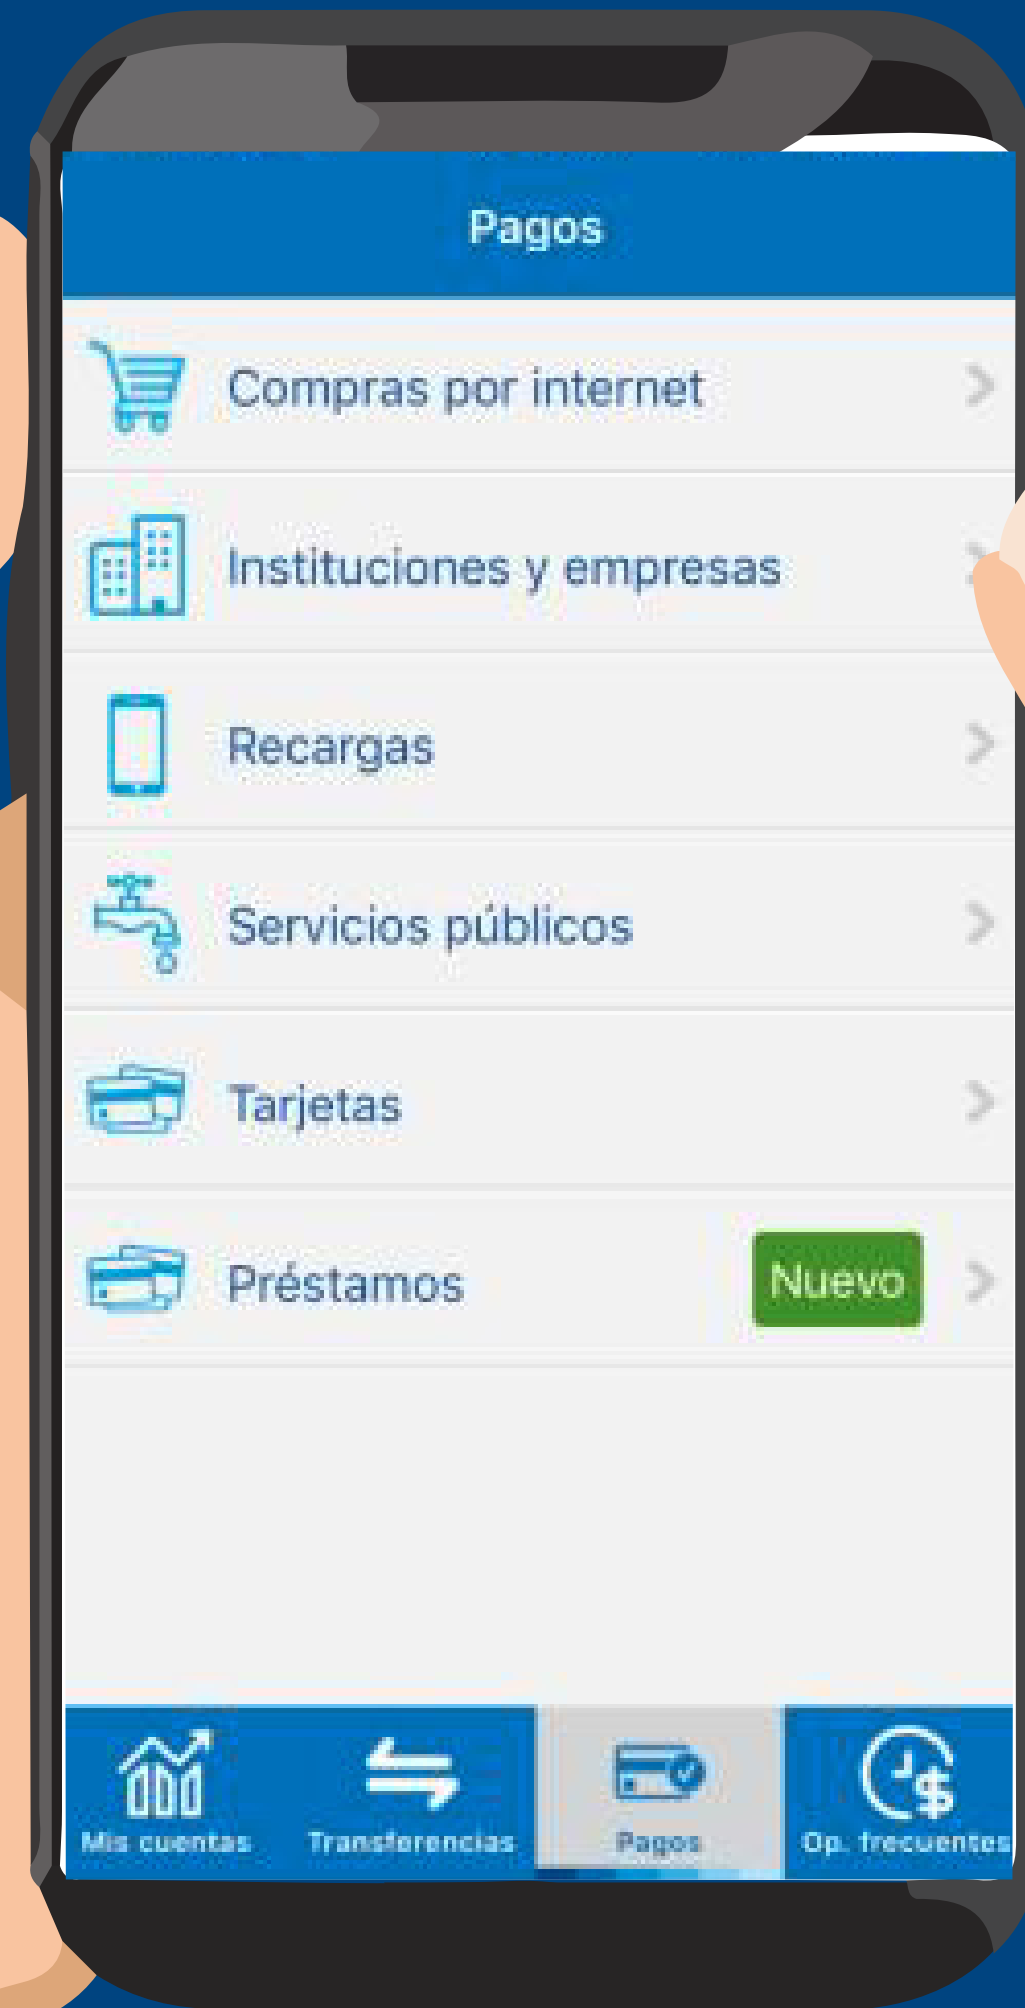 Pagos
Compras por internet
Instituciones y empresas
Recargas
Servicios públicos
Tarjetas
Préstamos
Nuevo
Mis cuentas
Transferencias
Pagos
Op. frecuentes